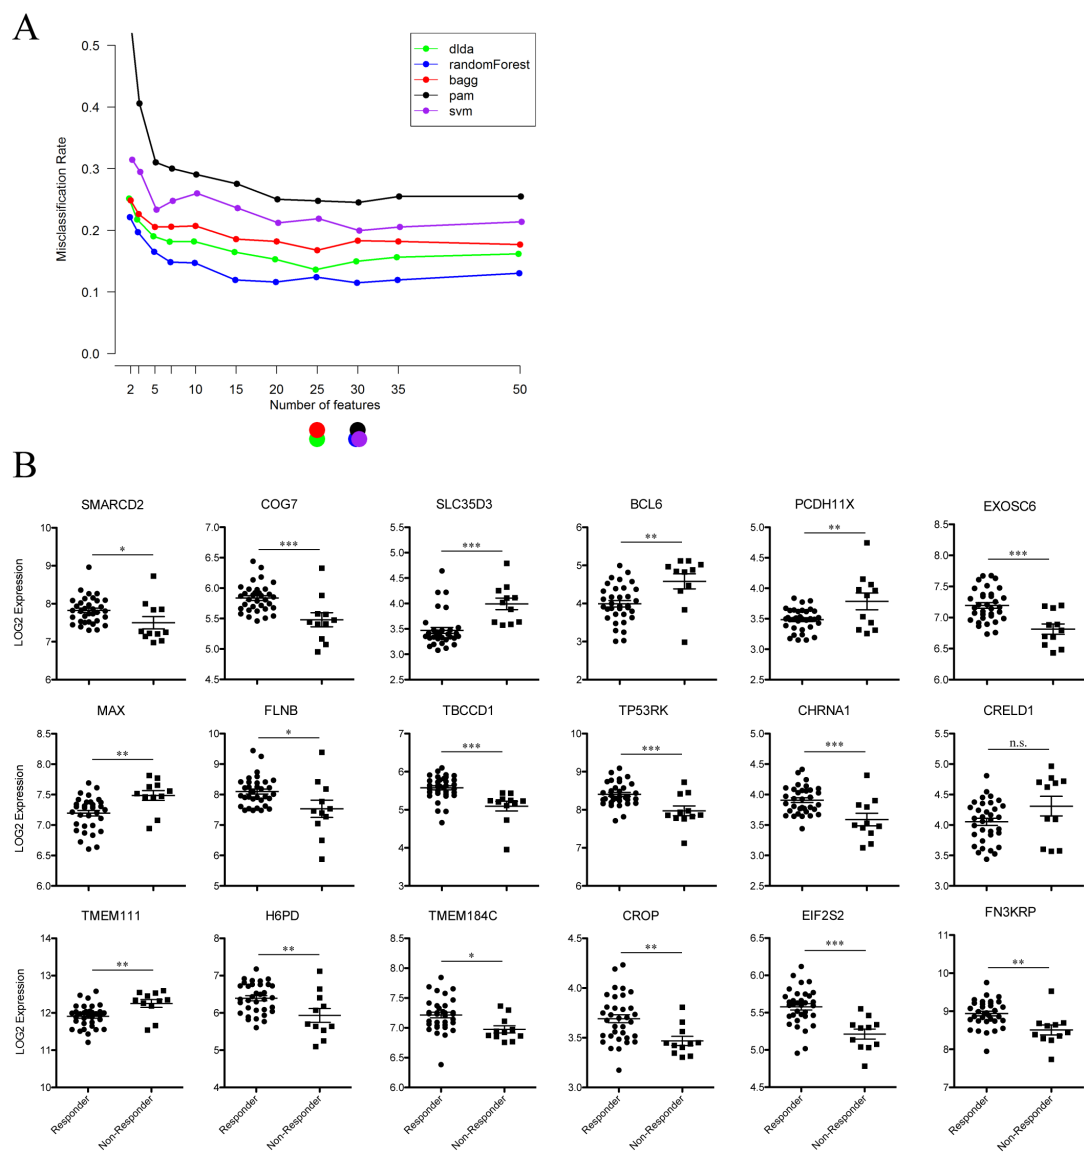 A
0.5
0.4
0.3
0.2
0.1
0.0
Misclassification Rate
dlda
randomForest
bagg
pam
svm
2 5 10 15 20 25 30 35 50
Number of features
B
SMARCD2 COG7 SLC35D3 BCL6 PCDH11X EXOSC6
LOG2 Expression
10 9 8 7 6
*
7.0 6.5 6.0 5.5 5.0 4.5
***
5.5 5.0 4.5 4.0 3.5 3.0 2.5
***
6 5 4 3 2
**
5.0 4.5 4.0 3.5 3.0 2.5
**
8.5 8.0 7.5 7.0 6.5 6.0
***
MAX FLNB TBCCD1 TP53RK CHRNA1 CRELD1
LOG2 Expression
8.5 8.0 7.5 7.0 6.5 6.0
**
10 9 8 7 6 5
*
7 6 5 4 3
***
10 9 8 7 6
***
5.0 4.5 4.0 3.5 3.0 2.5
***
5.5 5.0 4.5 4.0 3.5 3.0
n.s.
TMEM111 H6PD TMEM184C CROP EIF2S2 FN3KRP
LOG2 Expression
14 13 12 11 10
**
8 7 6 5 4
**
8.5 8.0 7.5 7.0 6.5 6.0
*
4.5 4.0 3.5 3.0
**
6.5 6.0 5.5 5.0 4.5
***
11 10 9 8 7
**
Responder Non-Responder Responder Non-Responder Responder Non-Responder Responder Non-Responder Responder Non-Responder Responder Non-Responder